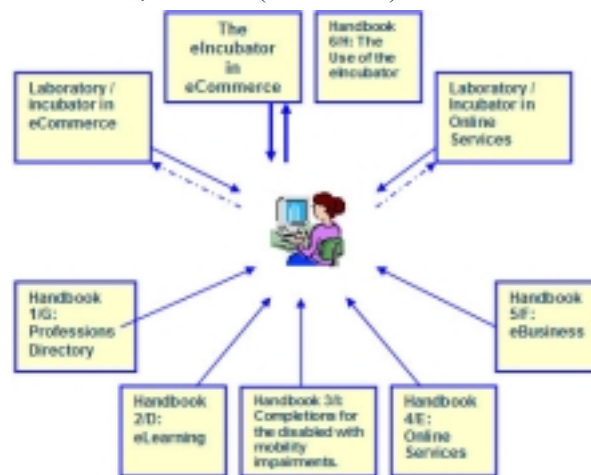 The
eIncubator
in
eCommerce
Handbook
6/H: The
Use of the
eIncubator
Laboratory /
Incubator in
eCommerce
Laboratory /
Incubator in
Online
Services
Handbook
1/G:
Professions
Directory
Handbook
5/F:
eBusiness
Handbook
2/D:
eLearning
Handbook 3/I:
Completions for
the disabled with
mobility
impairments.
Handbook
4/E:
Online
Services